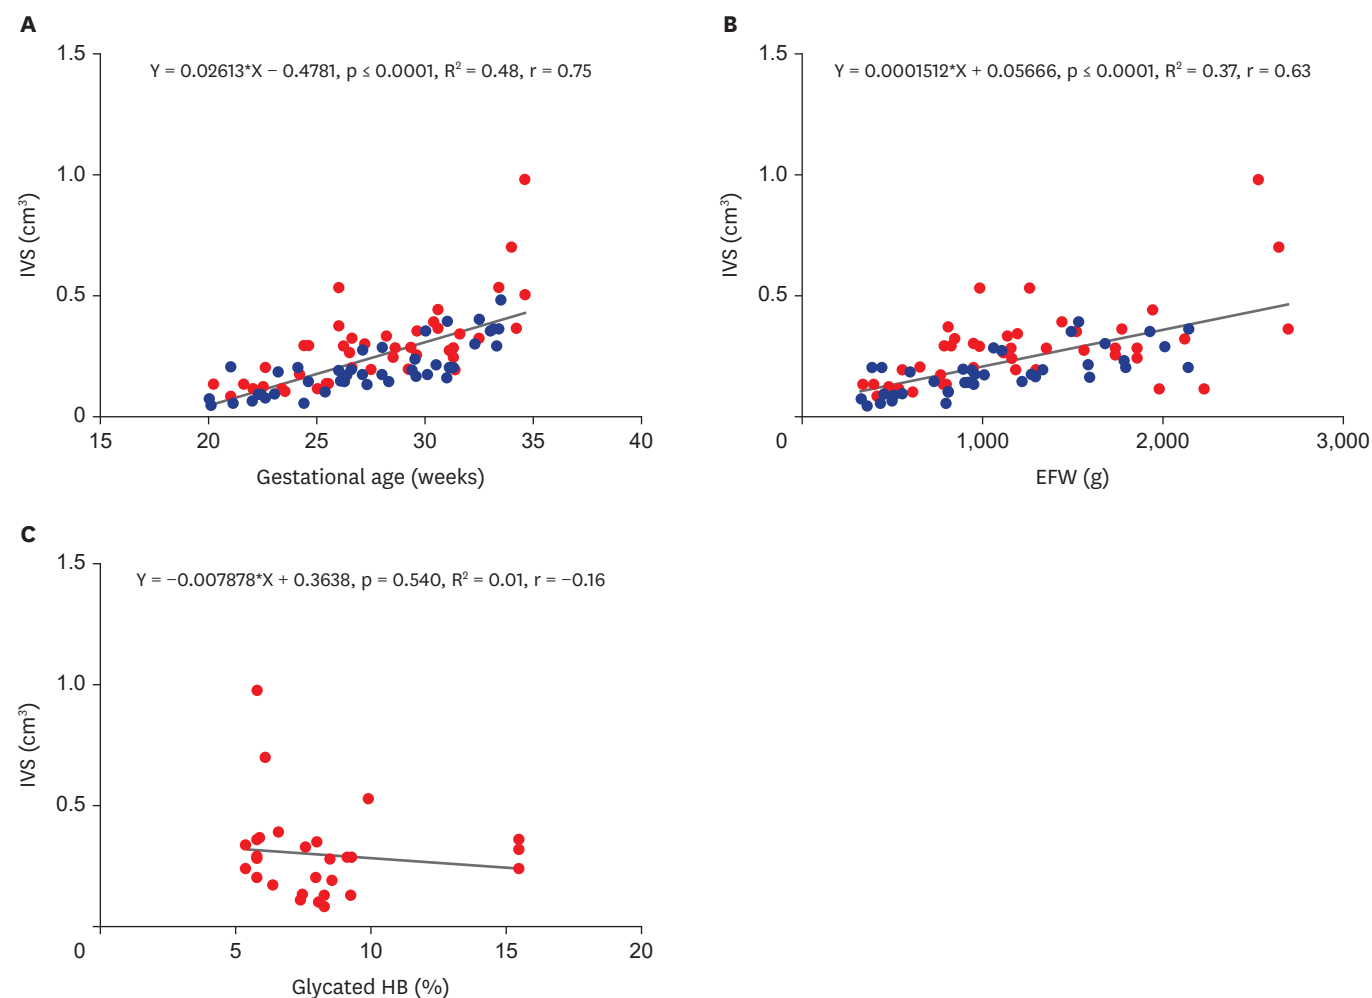 A
Y = 0.02613*X − 0.4781, p ≤ 0.0001, R² = 0.48, r = 0.75
1.5
1.0
0.5
0
IVS (cm³)
15 20 25 30 35 40
Gestational age (weeks)
B
Y = 0.0001512*X + 0.05666, p ≤ 0.0001, R² = 0.37, r = 0.63
1.5
1.0
0.5
IVS (cm³)
0 1,000 2,000 3,000
EFW (g)
C
Y = −0.007878*X + 0.3638, p = 0.540, R² = 0.01, r = −0.16
1.5
1.0
0.5
IVS (cm³)
0 5 10 15 20
Glycated HB (%)